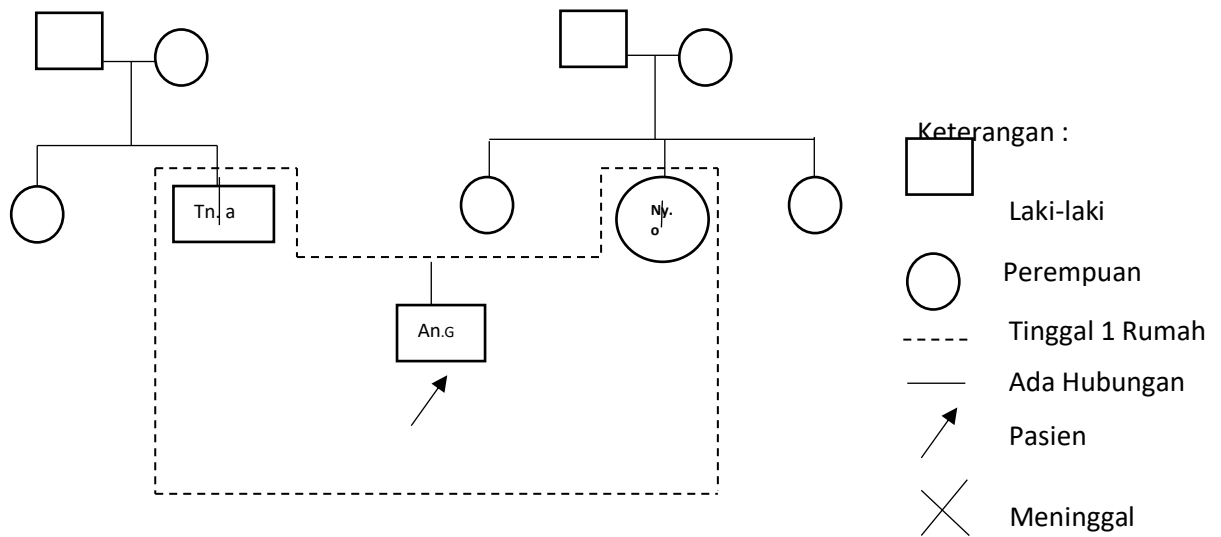 Tn. a
Ny.
o
An.G
Keterangan :
Laki-laki
Perempuan
Tinggal 1 Rumah
Ada Hubungan
Pasien
Meninggal